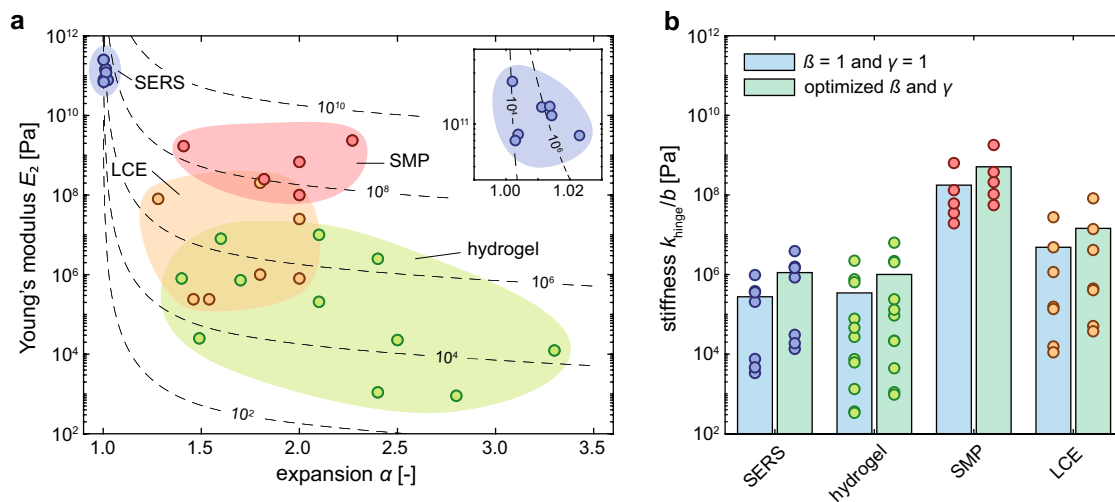 a
Young's modulus E₂ [Pa]
10¹²
10¹⁰
10⁸
10⁶
10⁴
10²
1.0
1.5
2.0
2.5
3.0
3.5
expansion α [-]
SERS
LCE
SMP
hydrogel
10¹⁰
10⁸
10⁶
10⁴
10²
10¹¹
1.00
1.02
10⁴
10⁶
b
stiffness k_hinge/b [Pa]
10¹²
10¹⁰
10⁸
10⁶
10⁴
10²
ß = 1 and γ = 1
optimized ß and γ
SERS
hydrogel
SMP
LCE